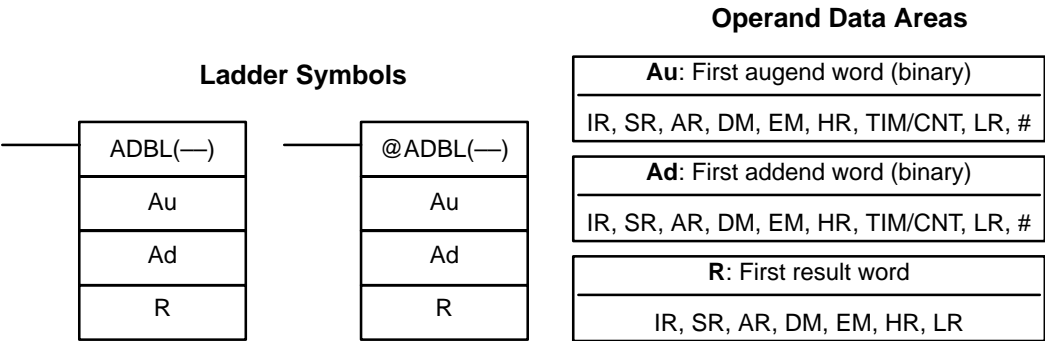 Operand Data Areas
Ladder Symbols
ADBL(––)
Au
Ad
R
@ADBL(––)
Au
Ad
R
Au: First augend word (binary)
IR, SR, AR, DM, EM, HR, TIM/CNT, LR, #
Ad: First addend word (binary)
IR, SR, AR, DM, EM, HR, TIM/CNT, LR, #
R: First result word
IR, SR, AR, DM, EM, HR, LR